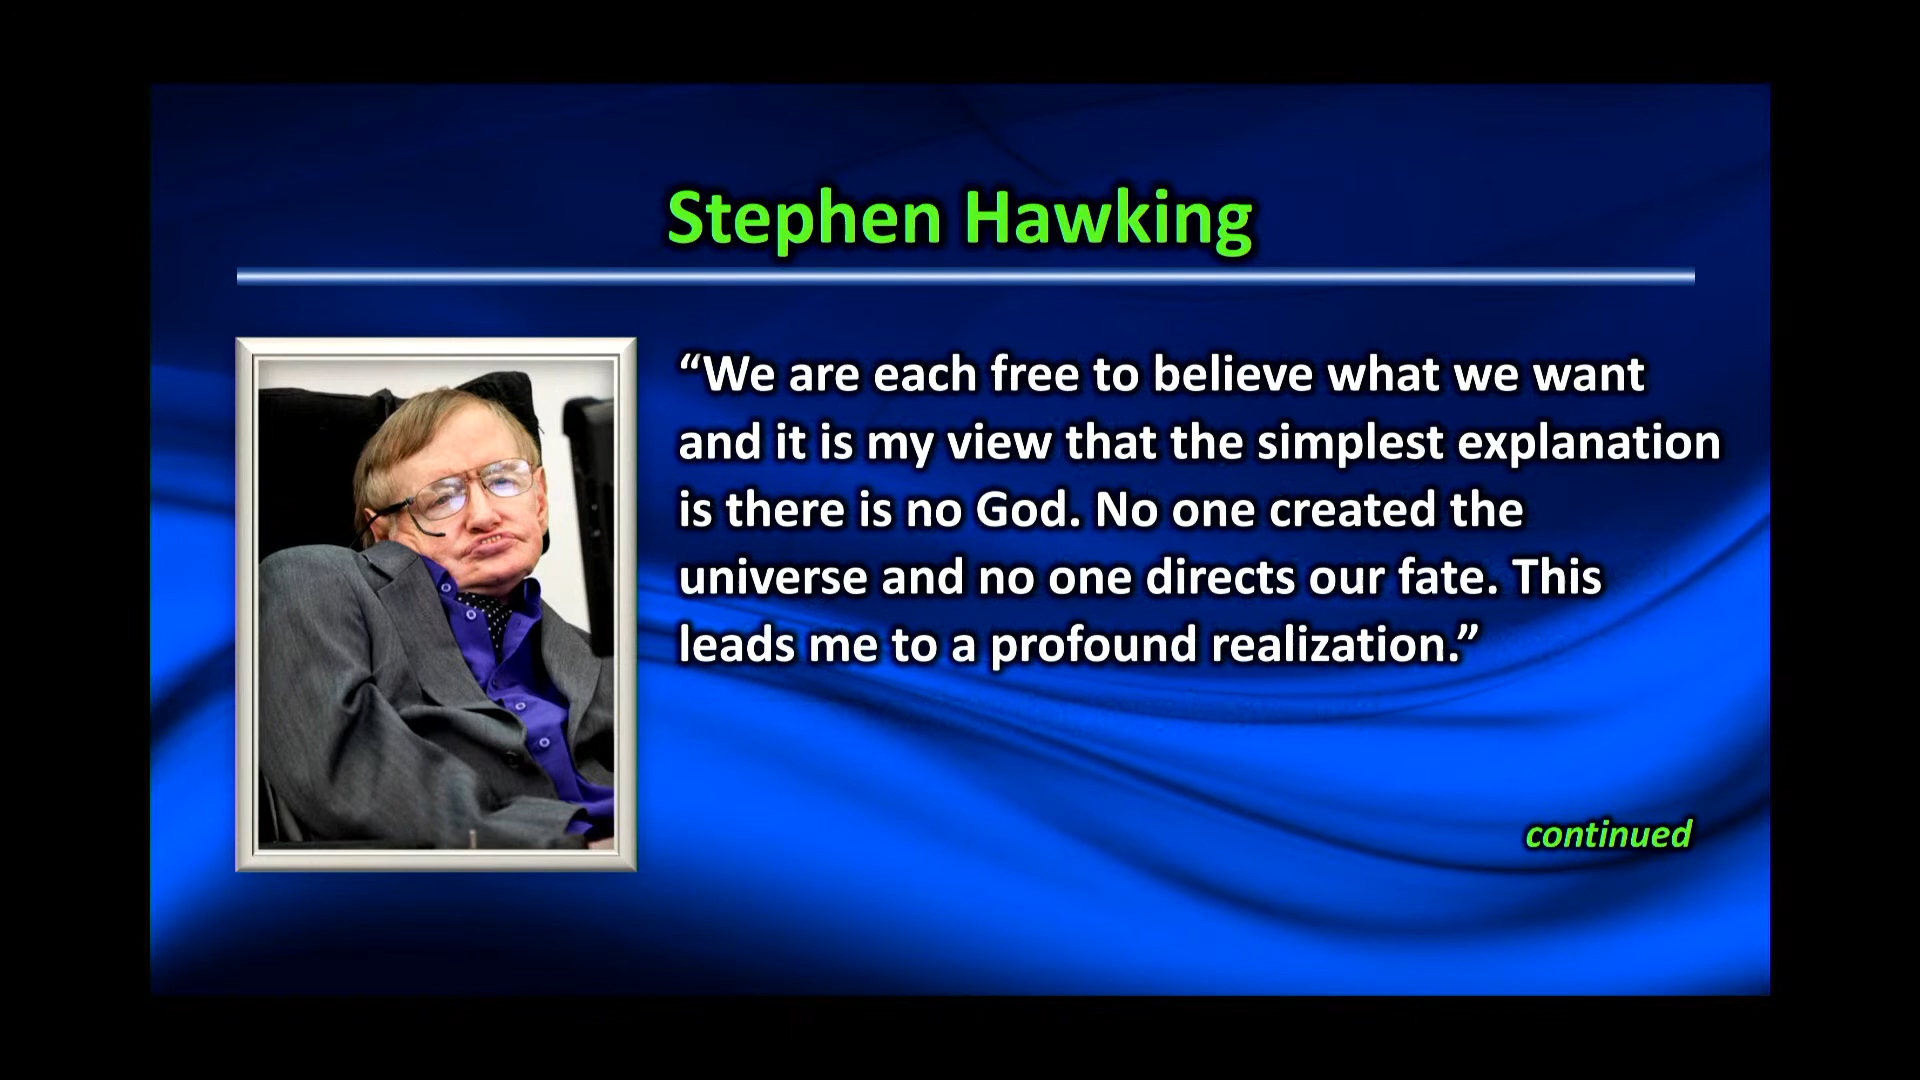 Stephen Hawking
“We are each free to believe what we want
and it is my view that the simplest explanation
is there is no God. No one created the
universe and no one directs our fate. This
leads me to a profound realization.”
continued